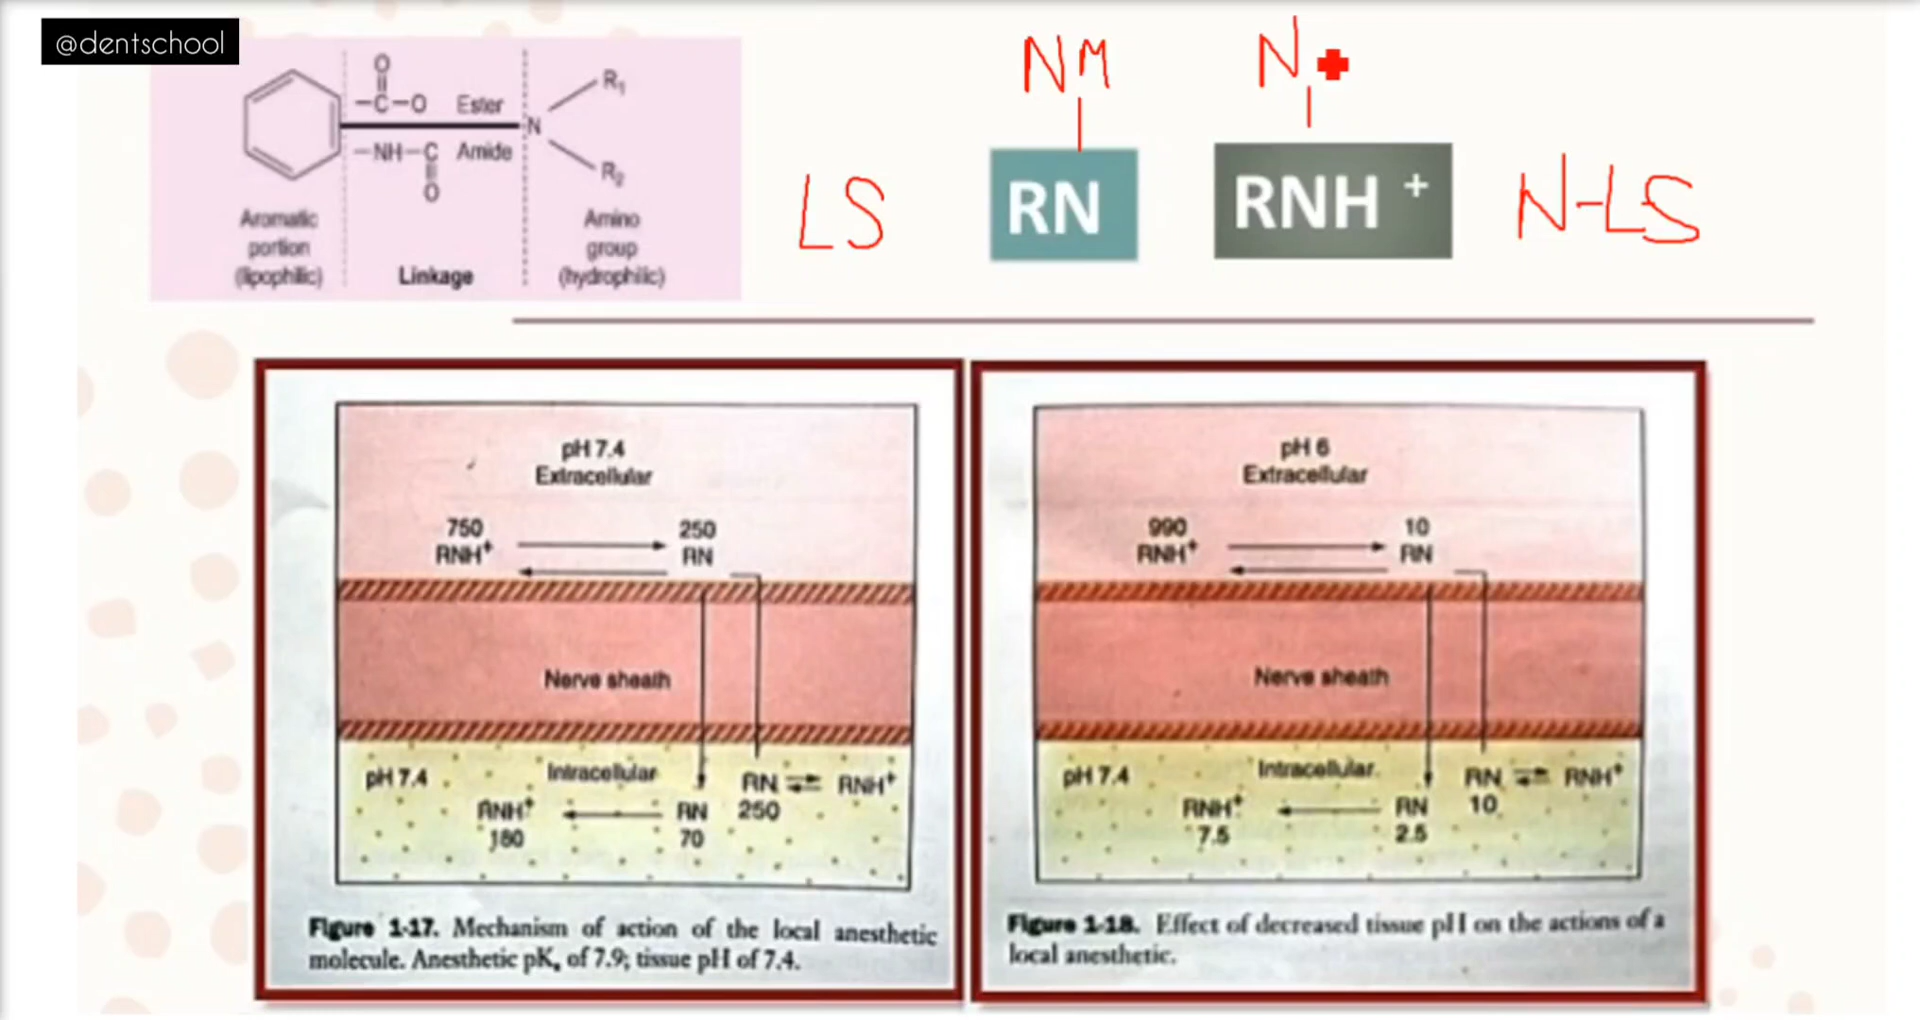 @dentschool
NM
N
O
-C-O Ester
R₁
N
-NH-C Amide
O
R₂
Aromatic
portion
(lipophilic)
Linkage
Amino
group
(hydrophilic)
LS
RN
RNH +
N-LS
pH 7.4
Extracellular
750
RNH⁺
250
RN
Nerve sheath
pH 7.4
Intracellular
RN ⇌ RNH⁺
250
RNH⁺
180
RN
70
Figure 1-17. Mechanism of action of the local anesthetic
molecule. Anesthetic pKₐ of 7.9; tissue pH of 7.4.
pH 6
Extracellular
990
RNH⁺
10
RN
Nerve sheath
pH 7.4
Intracellular.
RN ⇌ RNH⁺
10
RNH⁺
7.5
RN
2.5
Figure 1-18. Effect of decreased tissue pH on the actions of a
local anesthetic.